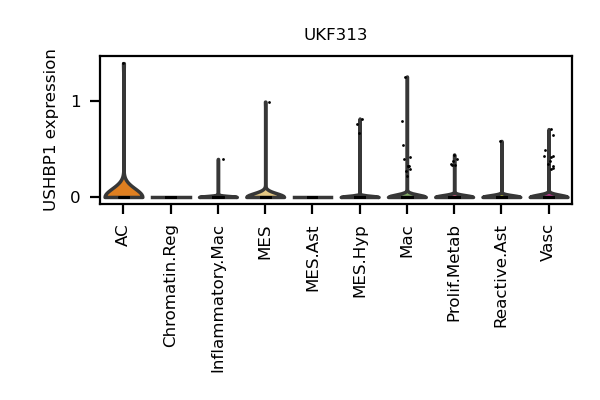 UKF313
USHBP1 expression
1
0
AC
Chromatin.Reg
Inflammatory.Mac
MES
MES.Ast
MES.Hyp
Mac
Prolif.Metab
Reactive.Ast
Vasc